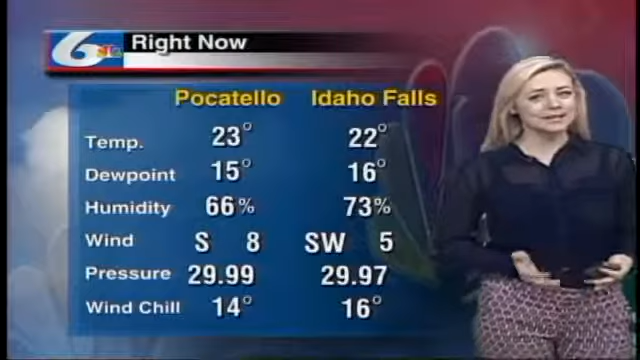 6 Right Now
Pocatello Idaho Falls
Temp. 23° 22°
Dewpoint 15° 16°
Humidity 66% 73%
Wind S 8 SW 5
Pressure 29.99 29.97
Wind Chill 14° 16°